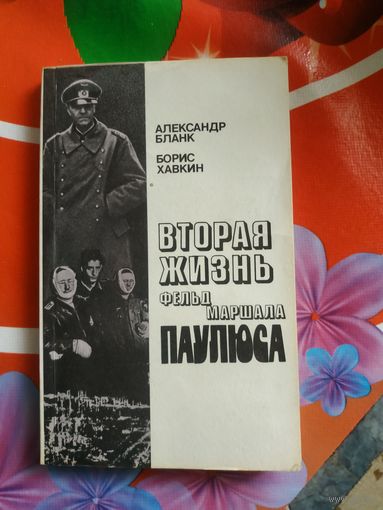 АЛЕКСАНДР
БЛАНК
БОРИС
ХАВКИН
ВТОРАЯ
ЖИЗНЬ
ФЕЛЬД
МАРШАЛА
ПАУЛЮСА